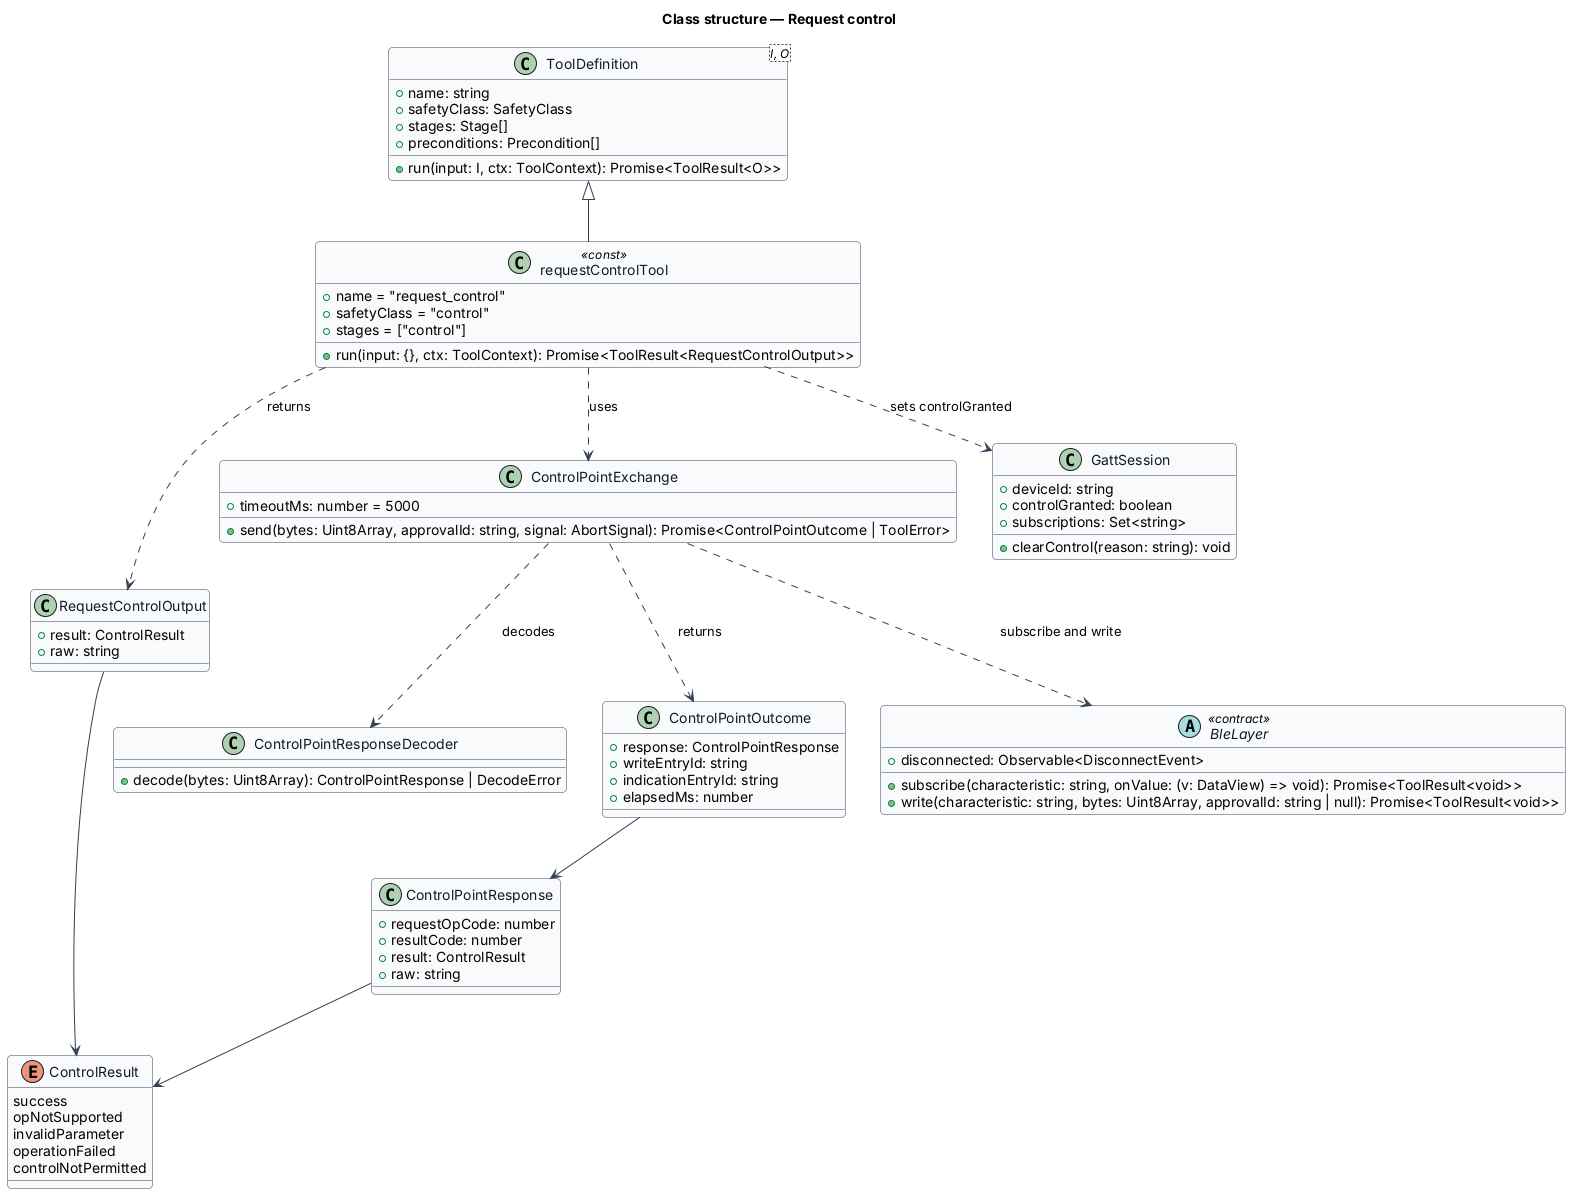 Class structure — Request control
I, O
C ToolDefinition
name: string
safetyClass: SafetyClass
stages: Stage[]
preconditions: Precondition[]
run(input: I, ctx: ToolContext): Promise<ToolResult<O>>
«const»
C requestControlTool
name = "request_control"
safetyClass = "control"
stages = ["control"]
run(input: {}, ctx: ToolContext): Promise<ToolResult<RequestControlOutput>>
returns
uses
sets controlGranted
C ControlPointExchange
timeoutMs: number = 5000
send(bytes: Uint8Array, approvalId: string, signal: AbortSignal): Promise<ControlPointOutcome | ToolError>
C GattSession
deviceId: string
controlGranted: boolean
subscriptions: Set<string>
clearControl(reason: string): void
C RequestControlOutput
result: ControlResult
raw: string
decodes
returns
subscribe and write
C ControlPointResponseDecoder
decode(bytes: Uint8Array): ControlPointResponse | DecodeError
C ControlPointOutcome
response: ControlPointResponse
writeEntryId: string
indicationEntryId: string
elapsedMs: number
«contract»
A BleLayer
disconnected: Observable<DisconnectEvent>
subscribe(characteristic: string, onValue: (v: DataView) => void): Promise<ToolResult<void>>
write(characteristic: string, bytes: Uint8Array, approvalId: string | null): Promise<ToolResult<void>>
C ControlPointResponse
requestOpCode: number
resultCode: number
result: ControlResult
raw: string
E ControlResult
success
opNotSupported
invalidParameter
operationFailed
controlNotPermitted